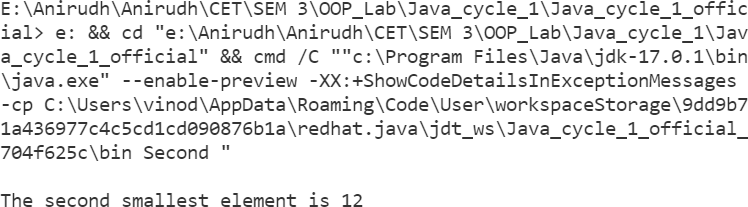 E:\Anirudh\Anirudh\CET\SEM 3\OOP_Lab\Java_cycle_1\Java_cycle_1_offic
ial> e: && cd "e:\Anirudh\Anirudh\CET\SEM 3\OOP_Lab\Java_cycle_1\Jav
a_cycle_1_official" && cmd /C ""c:\Program Files\Java\jdk-17.0.1\bin
\java.exe" --enable-preview -XX:+ShowCodeDetailsInExceptionMessages
-cp C:\Users\vinod\AppData\Roaming\Code\User\workspaceStorage\9dd9b7
1a436977c4c5cd1cd090876b1a\redhat.java\jdt_ws\Java_cycle_1_official_
704f625c\bin Second "
The second smallest element is 12